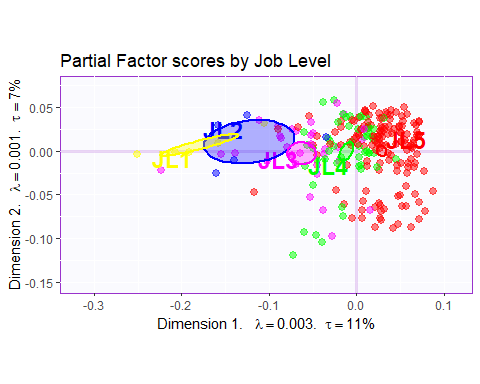 Partial Factor scores by Job Level
Dimension 2.  λ = 0.001.  τ = 7%
0.05
0.00
-0.05
-0.10
-0.15
JL1
JL2
JL3
JL4
JL5
-0.3
-0.2
-0.1
0.0
0.1
Dimension 1.  λ = 0.003.  τ = 11%